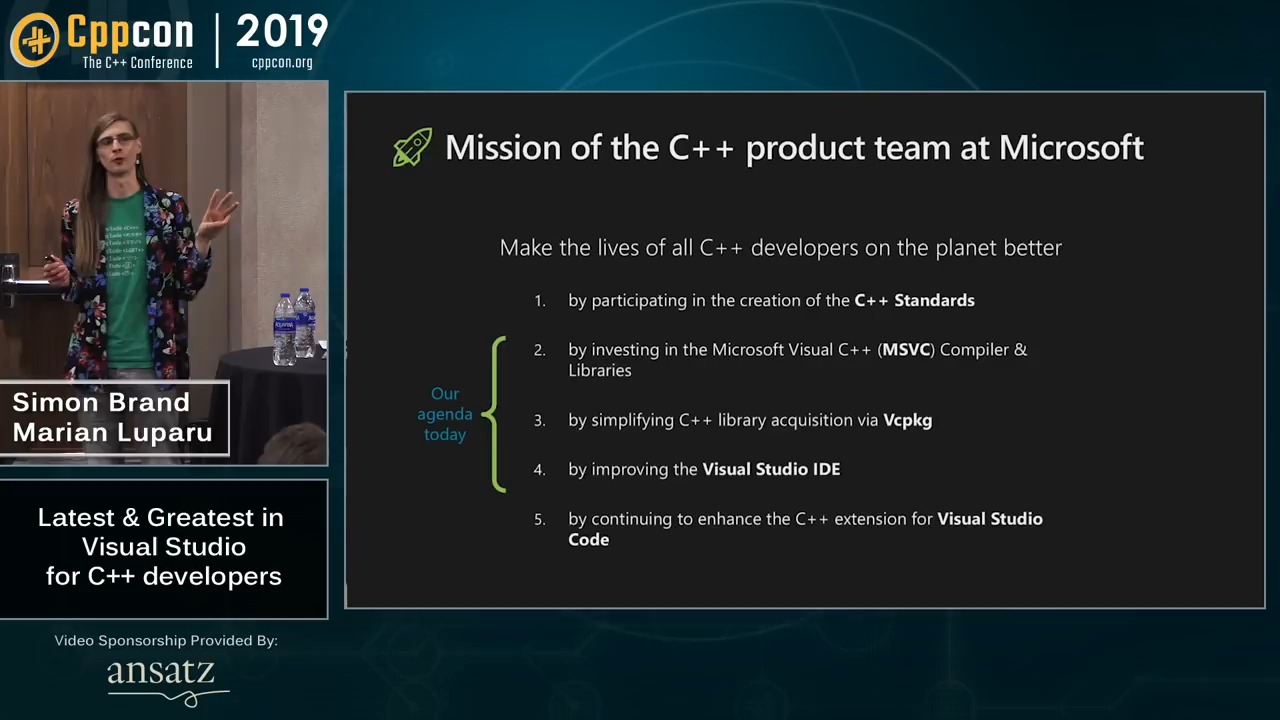 Cppcon
The C++ Conference
2019
cppcon.org
Simon Brand
Marian Luparu
Latest & Greatest in
Visual Studio
for C++ developers
Video Sponsorship Provided By:
ansatz
Mission of the C++ product team at Microsoft
Make the lives of all C++ developers on the planet better
1. by participating in the creation of the C++ Standards
2. by investing in the Microsoft Visual C++ (MSVC) Compiler &
Libraries
Our
agenda
today
3. by simplifying C++ library acquisition via Vcpkg
4. by improving the Visual Studio IDE
5. by continuing to enhance the C++ extension for Visual Studio
Code